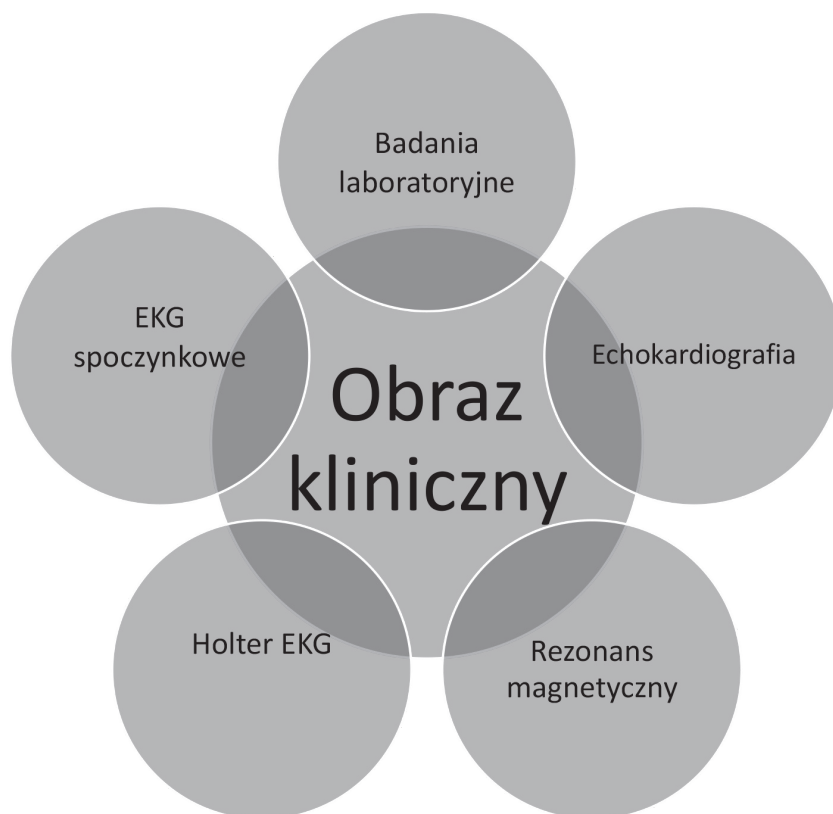 Badania
laboratoryjne
EKG
spoczynkowe
Echokardiografia
Obraz
kliniczny
Holter EKG
Rezonans
magnetyczny